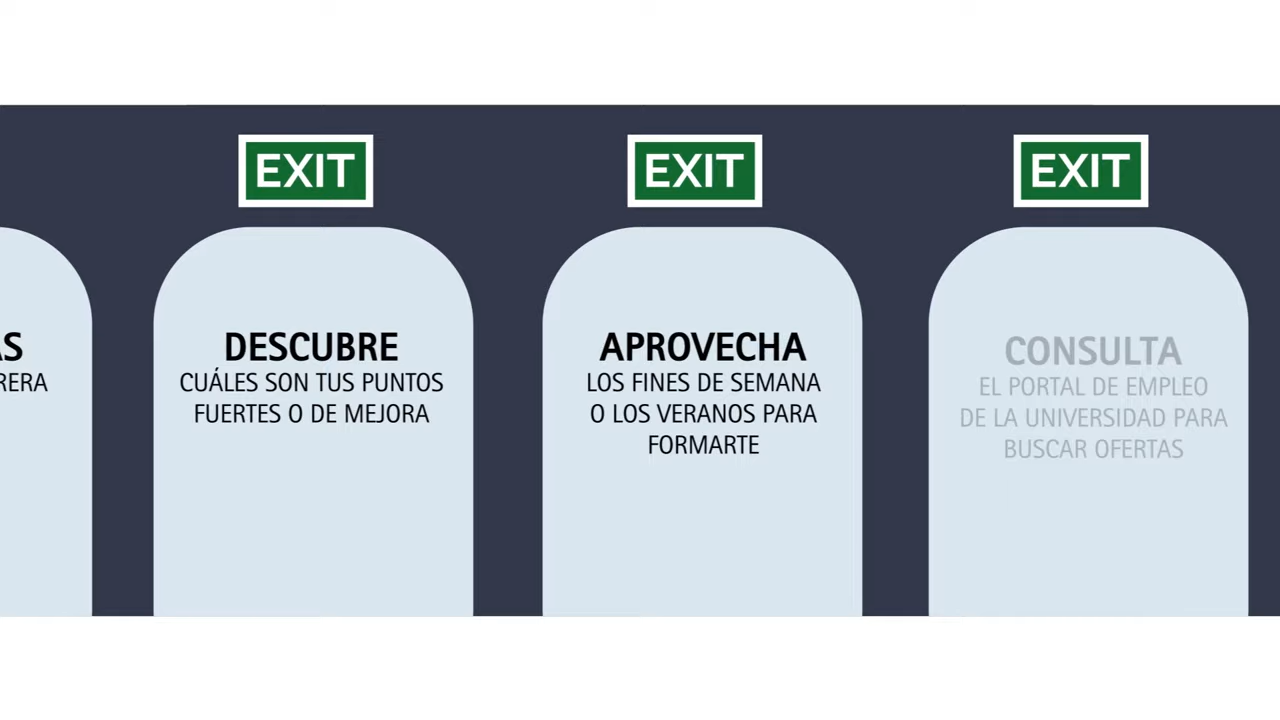 EXIT
EXIT
EXIT
DESCUBRE
CUÁLES SON TUS PUNTOS
FUERTES O DE MEJORA
APROVECHA
LOS FINES DE SEMANA
O LOS VERANOS PARA
FORMARTE
CONSULTA
EL PORTAL DE EMPLEO
DE LA UNIVERSIDAD PARA
BUSCAR OFERTAS